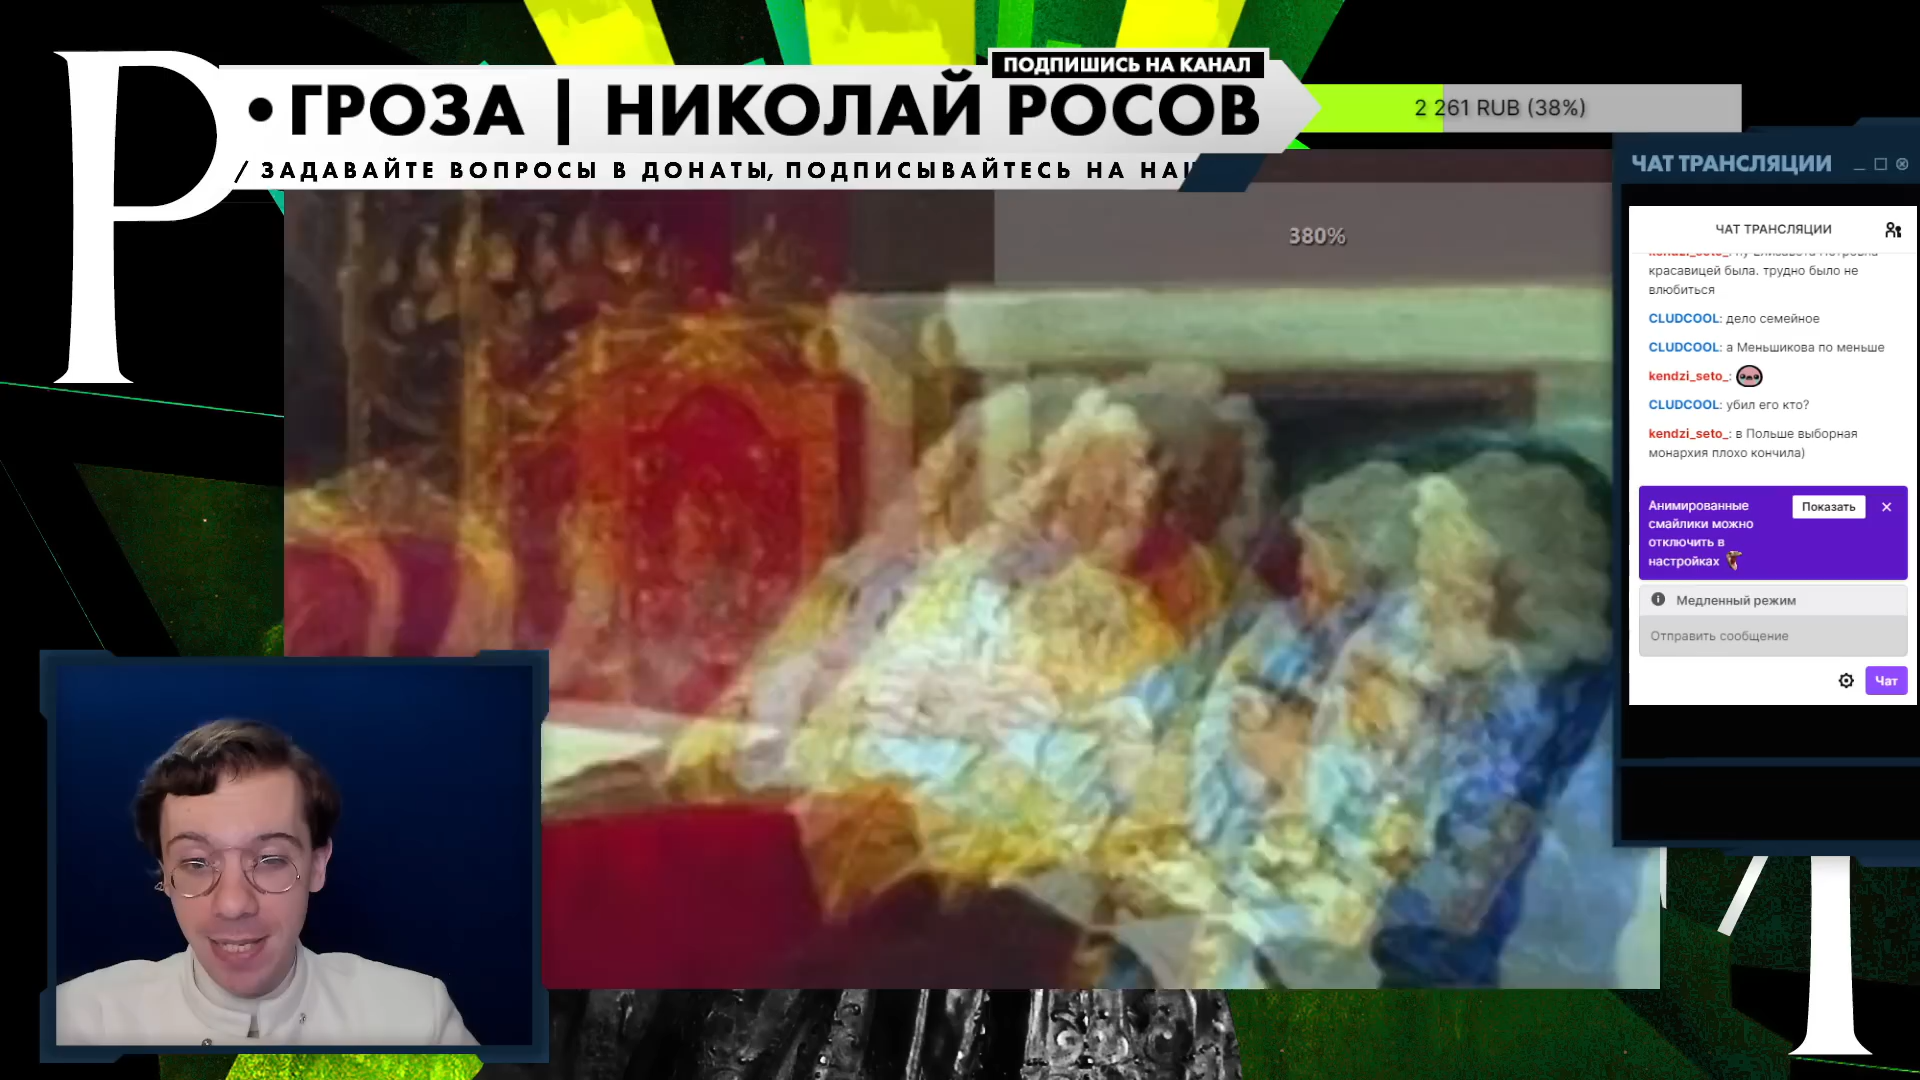 Р
ПОДПИШИСЬ НА КАНАЛ
• ГРОЗА | НИКОЛАЙ РОСОВ
/ ЗАДАВАЙТЕ ВОПРОСЫ В ДОНАТЫ, ПОДПИСЫВАЙТЕСЬ НА
2 261 RUB (38%)
380%
ЧАТ ТРАНСЛЯЦИИ
ЧАТ ТРАНСЛЯЦИИ
красавицей была. трудно было не
влюбиться
CLUDCOOL: дело семейное
CLUDCOOL: а Меньшикова по меньше
kendzi_seto_:
CLUDCOOL: убил его кто?
kendzi_seto_: в Польше выборная
монархия плохо кончила)
Анимированные
смайлики можно
отключить в
настройках
Показать
Медленный режим
Отправить сообщение
Чат